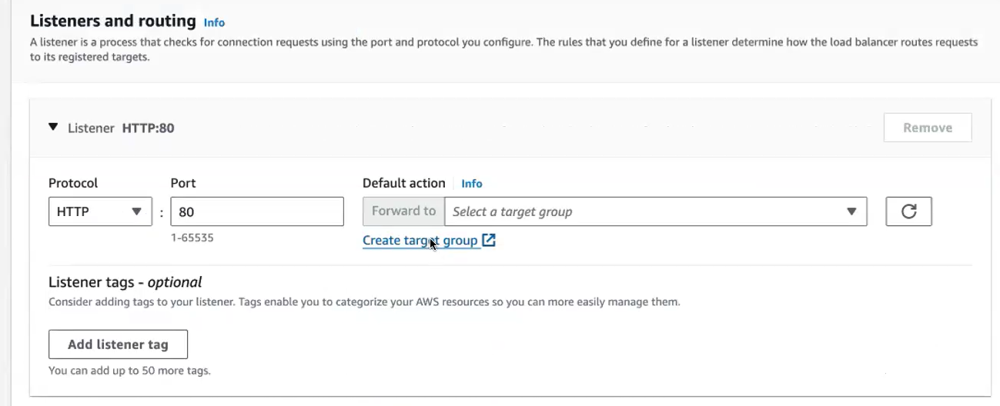 Listeners and routing Info
A listener is a process that checks for connection requests using the port and protocol you configure. The rules that you define for a listener determine how the load balancer routes requests
to its registered targets.
Listener HTTP:80
Remove
Protocol Port Default action Info
HTTP : 80 Forward to Select a target group
1-65535 Create target group
Listener tags - optional
Consider adding tags to your listener. Tags enable you to categorize your AWS resources so you can more easily manage them.
Add listener tag
You can add up to 50 more tags.